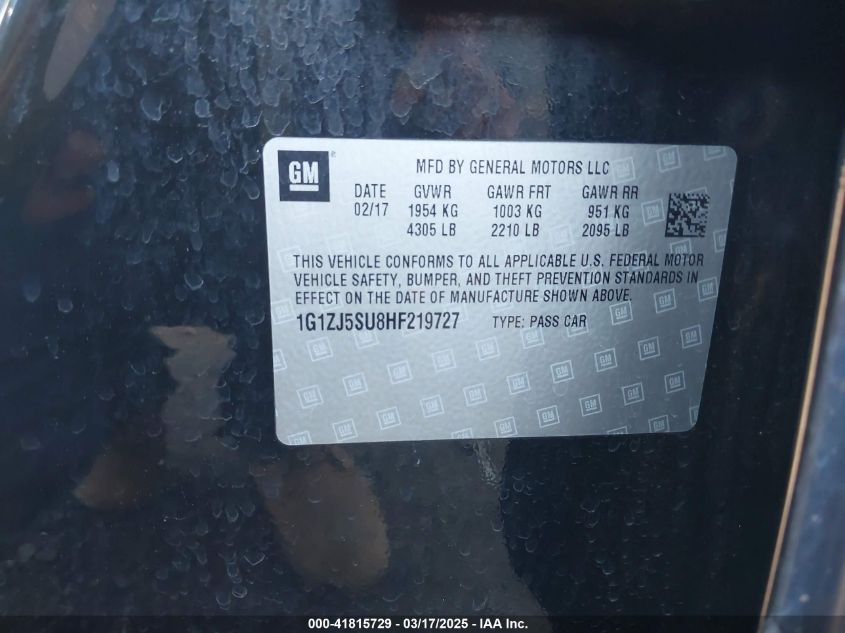 GM
MFD BY GENERAL MOTORS LLC
DATE GVWR GAWR FRT GAWR RR
02/17 1954 KG 1003 KG 951 KG
4305 LB 2210 LB 2095 LB
THIS VEHICLE CONFORMS TO ALL APPLICABLE U.S. FEDERAL MOTOR
VEHICLE SAFETY, BUMPER, AND THEFT PREVENTION STANDARDS IN
EFFECT ON THE DATE OF MANUFACTURE SHOWN ABOVE.
1G1ZJ5SU8HF219727 TYPE: PASS CAR
000-41815729 - 03/17/2025 - IAA Inc.